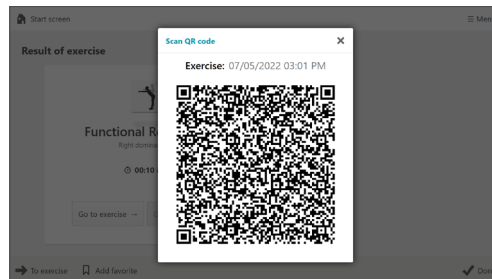 Start screen
Menu
Result of exercise
Scan QR code
Exercise: 07/05/2022 03:01 PM
Functional R
Right domin
00:10
Go to exercise
To exercise
Add favorite
Don